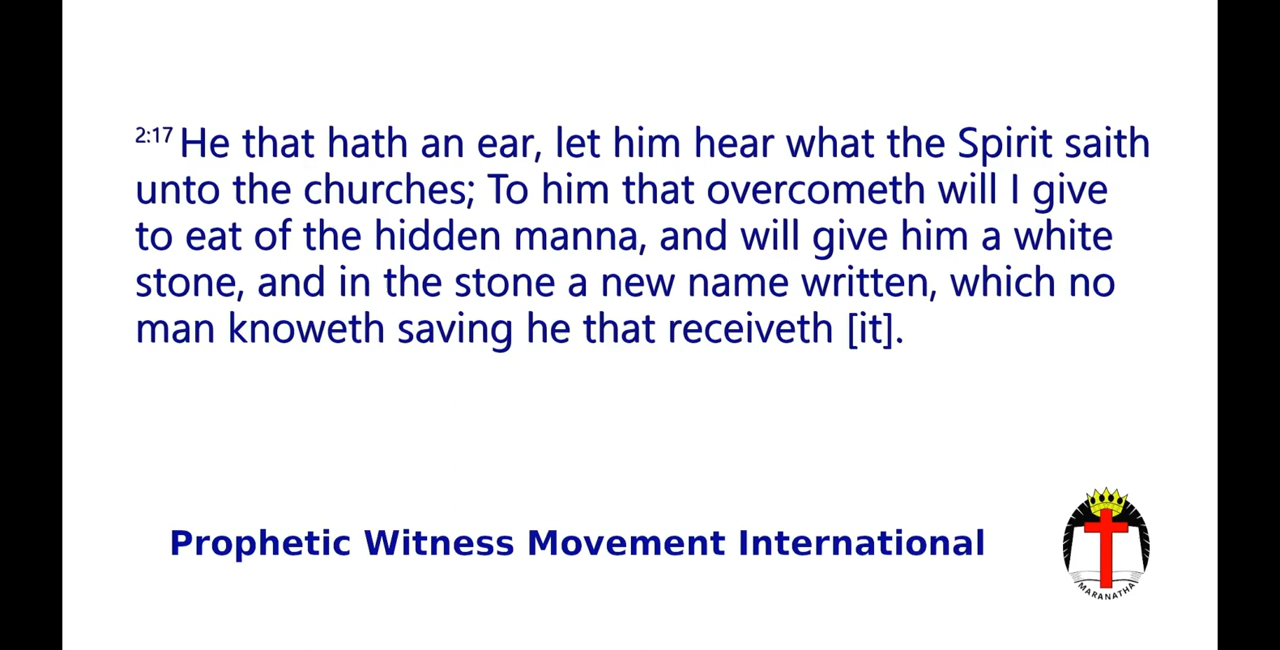 2:17 He that hath an ear, let him hear what the Spirit saith
unto the churches; To him that overcometh will I give
to eat of the hidden manna, and will give him a white
stone, and in the stone a new name written, which no
man knoweth saving he that receiveth [it].
Prophetic Witness Movement International
MARANATHA